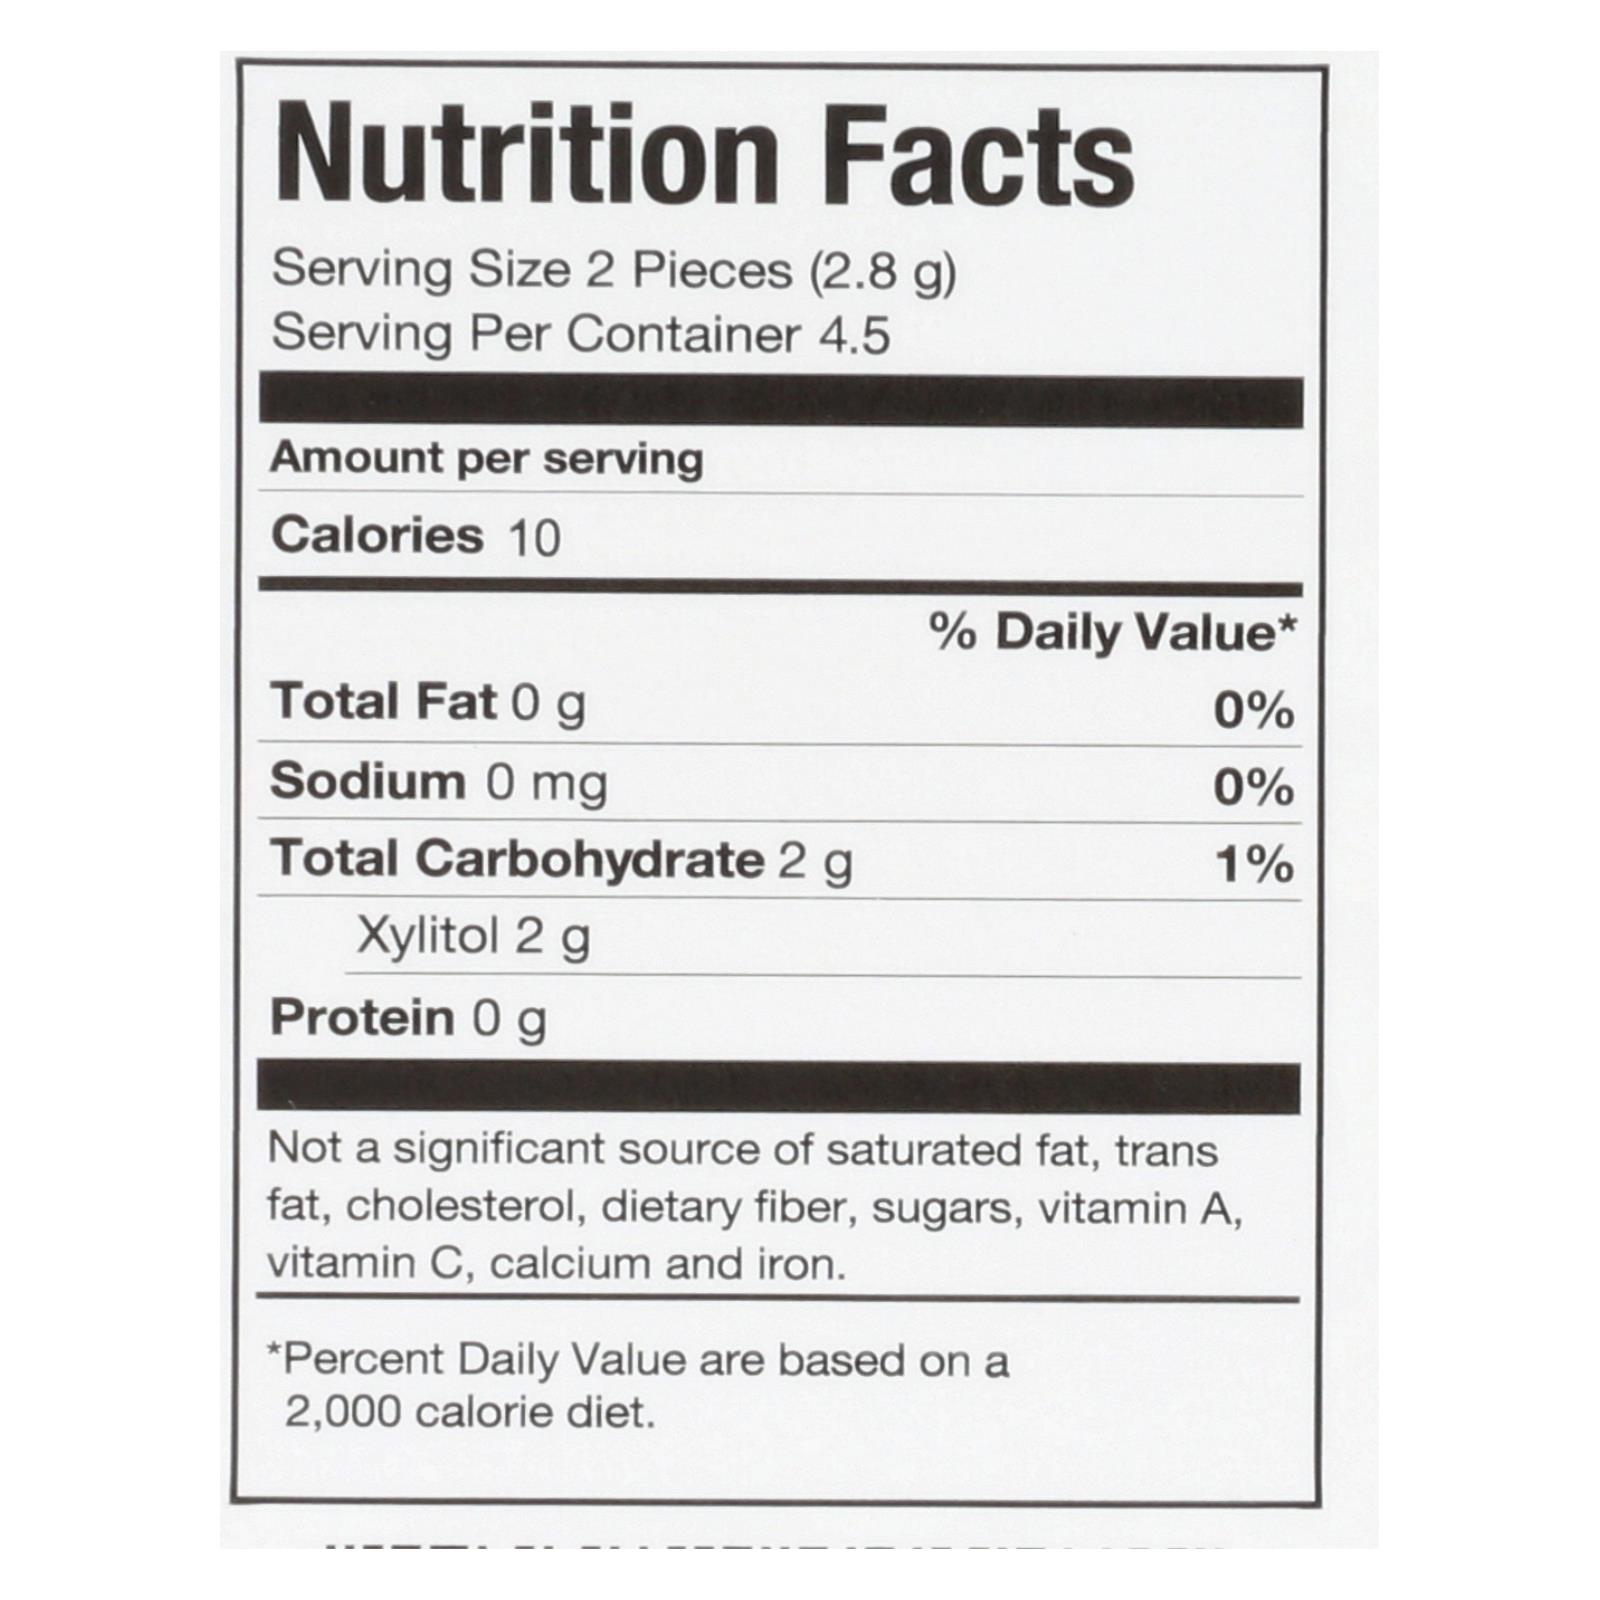 Nutrition Facts
Serving Size 2 Pieces (2.8 g)
Serving Per Container 4.5
Amount per serving
Calories 10
% Daily Value*
Total Fat 0 g 0%
Sodium 0 mg 0%
Total Carbohydrate 2 g 1%
Xylitol 2 g
Protein 0 g
Not a significant source of saturated fat, trans
fat, cholesterol, dietary fiber, sugars, vitamin A,
vitamin C, calcium and iron.
*Percent Daily Value are based on a
2,000 calorie diet.